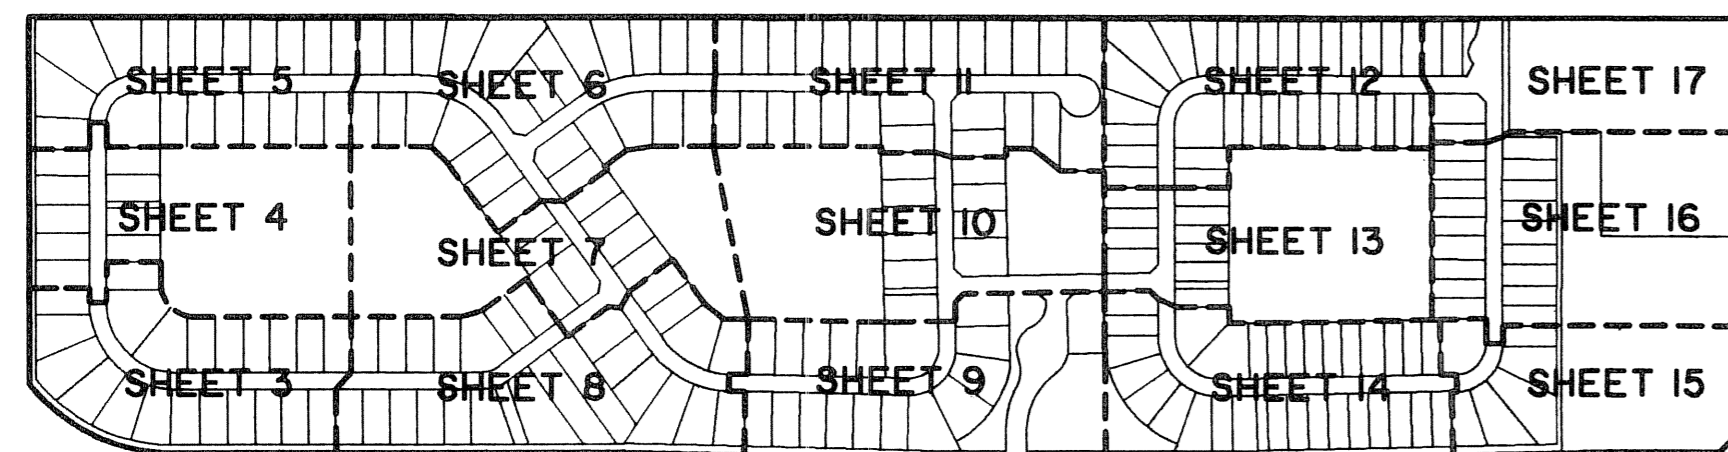 SHEET 5
SHEET 6
SHEET 11
SHEET 12
SHEET 17
SHEET 4
SHEET 7
SHEET 10
SHEET 13
SHEET 16
SHEET 3
SHEET 8
SHEET 9
SHEET 14
SHEET 15